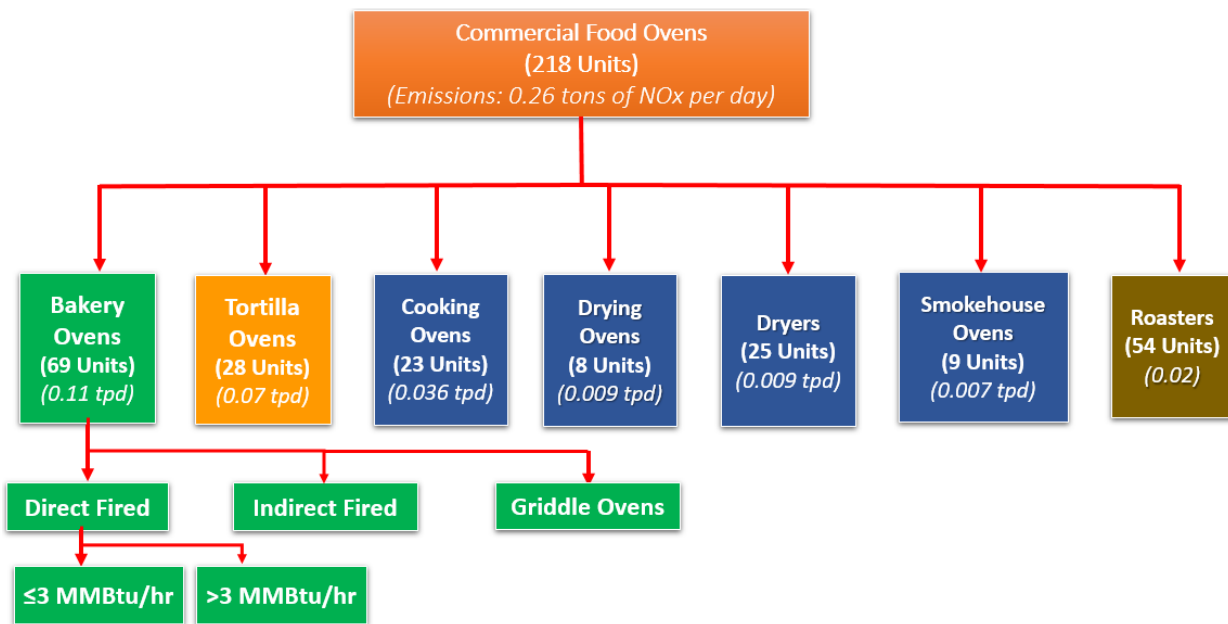 Commercial Food Ovens
(218 Units)
(Emissions: 0.26 tons of NOx per day)
Bakery
Ovens
(69 Units)
(0.11 tpd)
Tortilla
Ovens
(28 Units)
(0.07 tpd)
Cooking
Ovens
(23 Units)
(0.036 tpd)
Drying
Ovens
(8 Units)
(0.009 tpd)
Dryers
(25 Units)
(0.009 tpd)
Smokehouse
Ovens
(9 Units)
(0.007 tpd)
Roasters
(54 Units)
(0.02)
Direct Fired
Indirect Fired
Griddle Ovens
≤3 MMBtu/hr
>3 MMBtu/hr